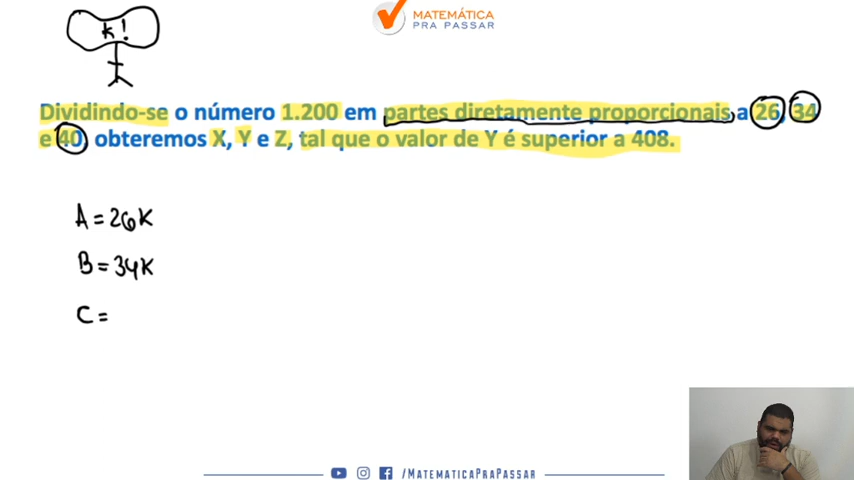 k!
MATEMÁTICA
PRA PASSAR
Dividindo-se o número 1.200 em partes diretamente proporcionais a 26, 34
e 40, obteremos X, Y e Z, tal que o valor de Y é superior a 408.
A = 26K
B = 34K
C =
/MATEMATICAPRAPASSAR